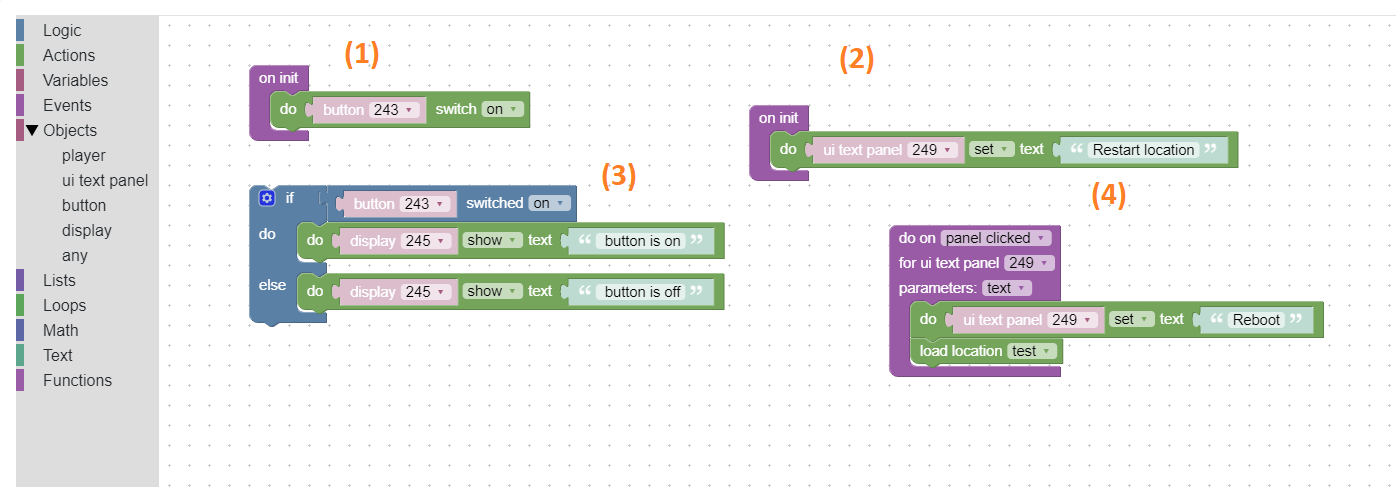 Logic
Actions
Variables
Events
Objects
player
ui text panel
button
display
any
Lists
Loops
Math
Text
Functions
(1)
on init
do button 243 switch on
(2)
on init
do ui text panel 249 set text “ Restart location ”
(3)
if button 243 switched on
do do display 245 show text “ button is on ”
else do display 245 show text “ button is off ”
(4)
do on panel clicked
for ui text panel 249
parameters: text
do ui text panel 249 set text “ Reboot ”
load location test